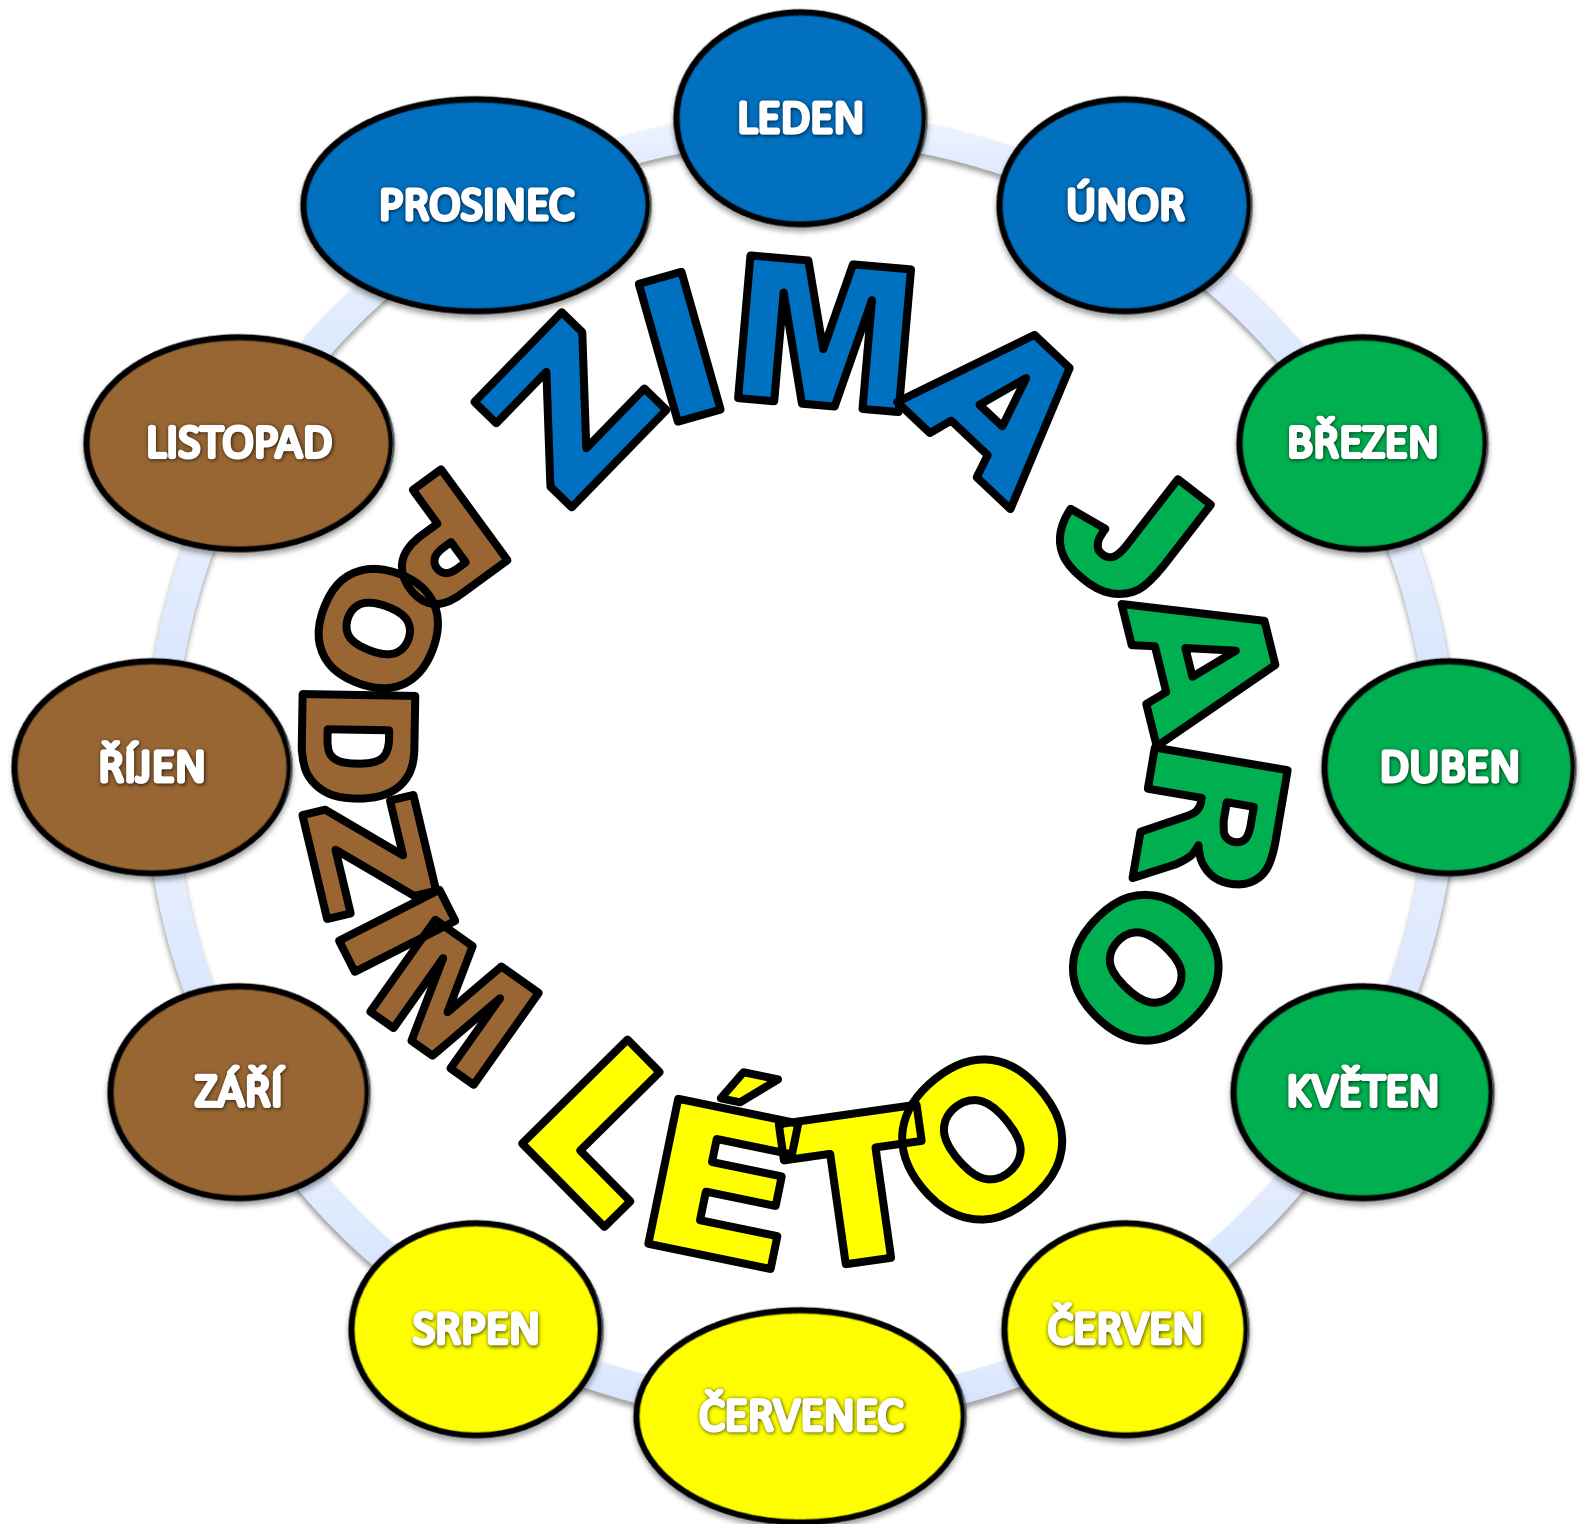 LEDEN
ÚNOR
BŘEZEN
DUBEN
KVĚTEN
ČERVEN
ČERVENEC
SRPEN
ZÁŘÍ
ŘÍJEN
LISTOPAD
PROSINEC
ZIMA
JARO
LÉTO
PODZIM